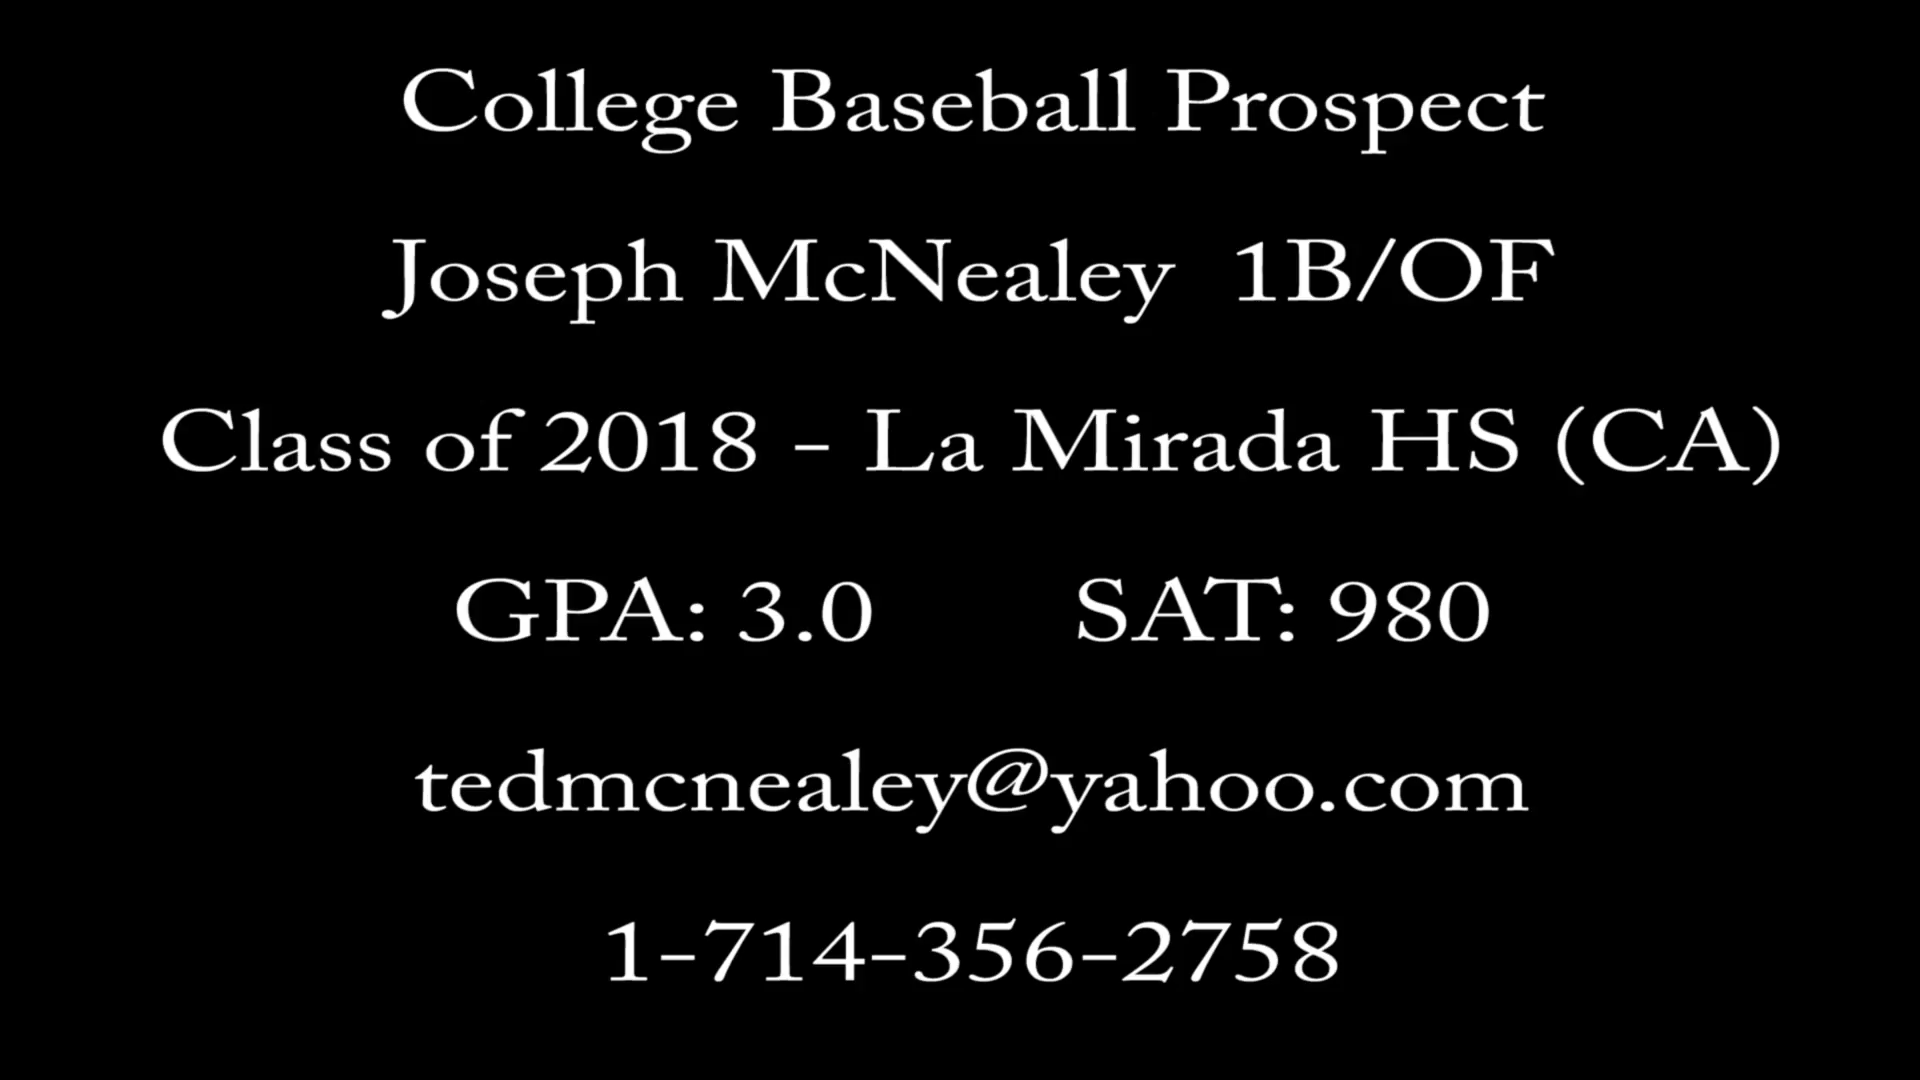 College Baseball Prospect
Joseph McNealey 1B/OF
Class of 2018 - La Mirada HS (CA)
GPA: 3.0 SAT: 980
tedmcnealey@yahoo.com
1-714-356-2758